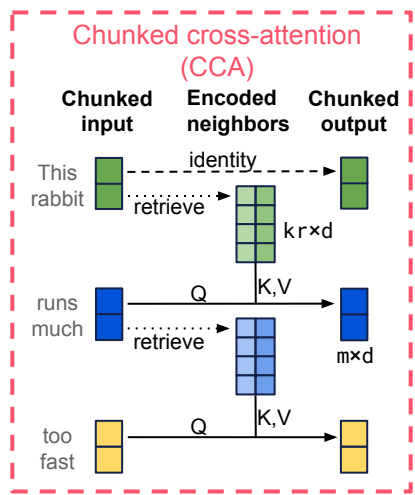 Chunked cross-attention
(CCA)
Chunked input
Encoded neighbors
Chunked output
This
rabbit
identity
retrieve
kr×d
runs
much
Q
K,V
retrieve
m×d
too
fast
Q
K,V